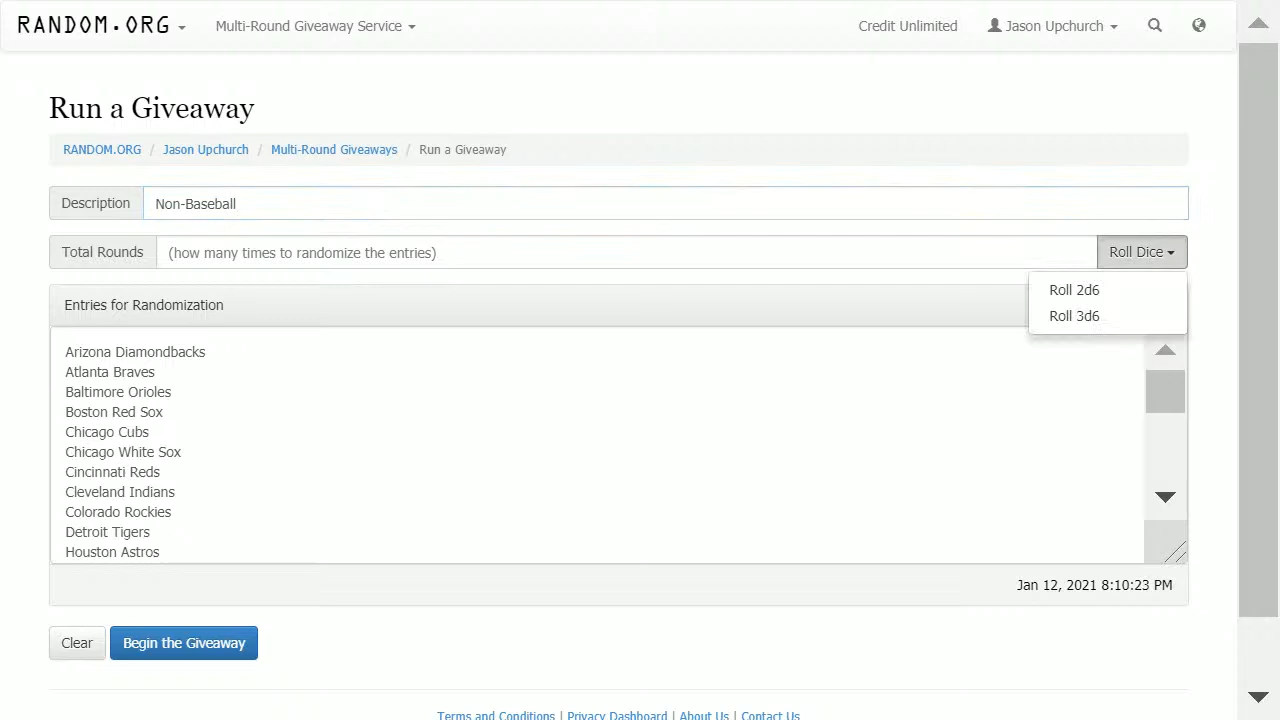 RANDOM.ORG Multi-Round Giveaway Service Credit Unlimited Jason Upchurch
Run a Giveaway
RANDOM.ORG / Jason Upchurch / Multi-Round Giveaways / Run a Giveaway
Description Non-Baseball
Total Rounds (how many times to randomize the entries) Roll Dice
Roll 2d6
Roll 3d6
Entries for Randomization
Arizona Diamondbacks
Atlanta Braves
Baltimore Orioles
Boston Red Sox
Chicago Cubs
Chicago White Sox
Cincinnati Reds
Cleveland Indians
Colorado Rockies
Detroit Tigers
Houston Astros
Jan 12, 2021 8:10:23 PM
Clear Begin the Giveaway
Terms and Conditions | Privacy Dashboard | About Us | Contact Us